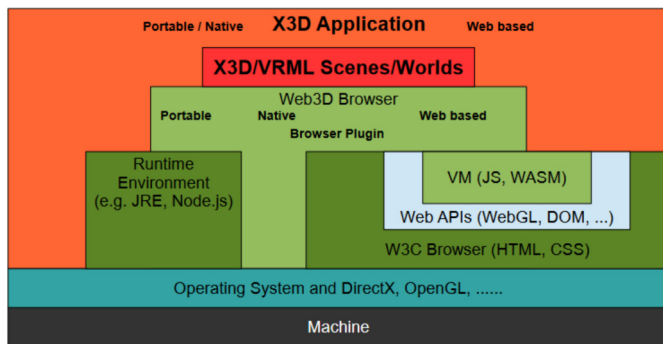 X3D Application
Portable / Native
Web based
X3D/VRML Scenes/Worlds
Web3D Browser
Portable
Native
Web based
Browser Plugin
Runtime
Environment
(e.g. JRE, Node.js)
VM (JS, WASM)
Web APIs (WebGL, DOM, ...)
W3C Browser (HTML, CSS)
Operating System and DirectX, OpenGL, ......
Machine